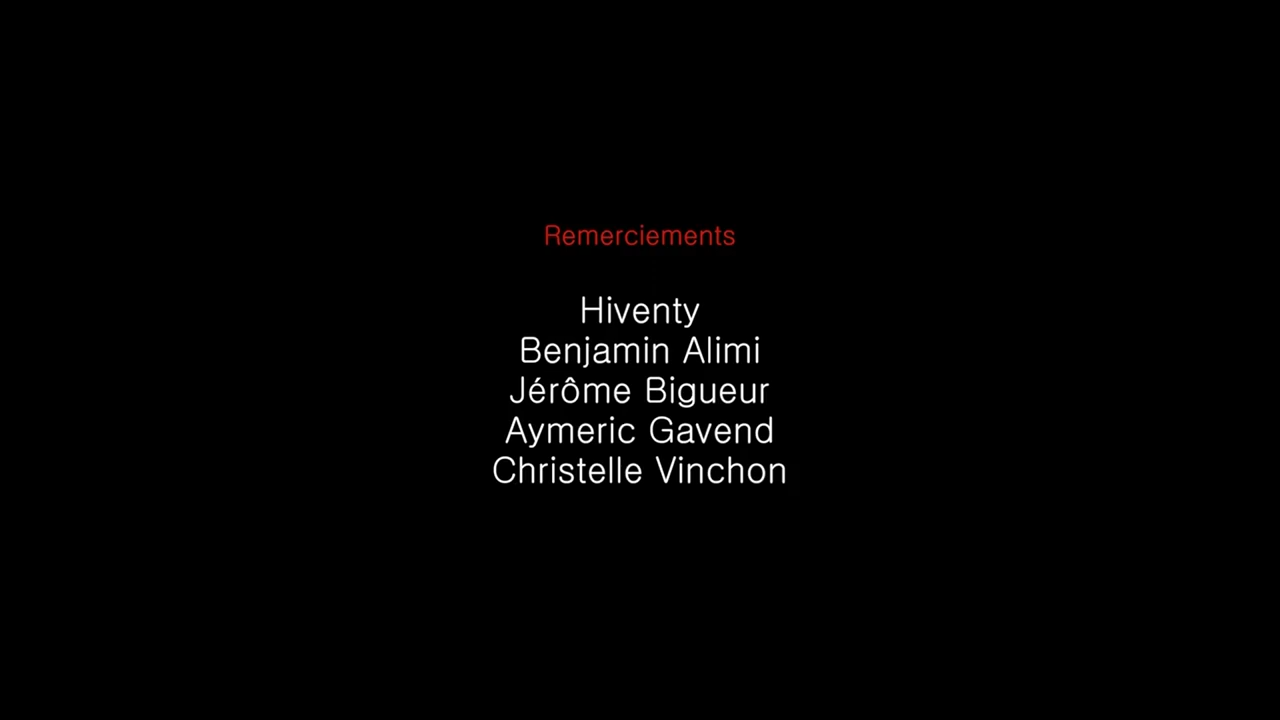 Remerciements
Hiventy
Benjamin Alimi
Jérôme Bigueur
Aymeric Gavend
Christelle Vinchon